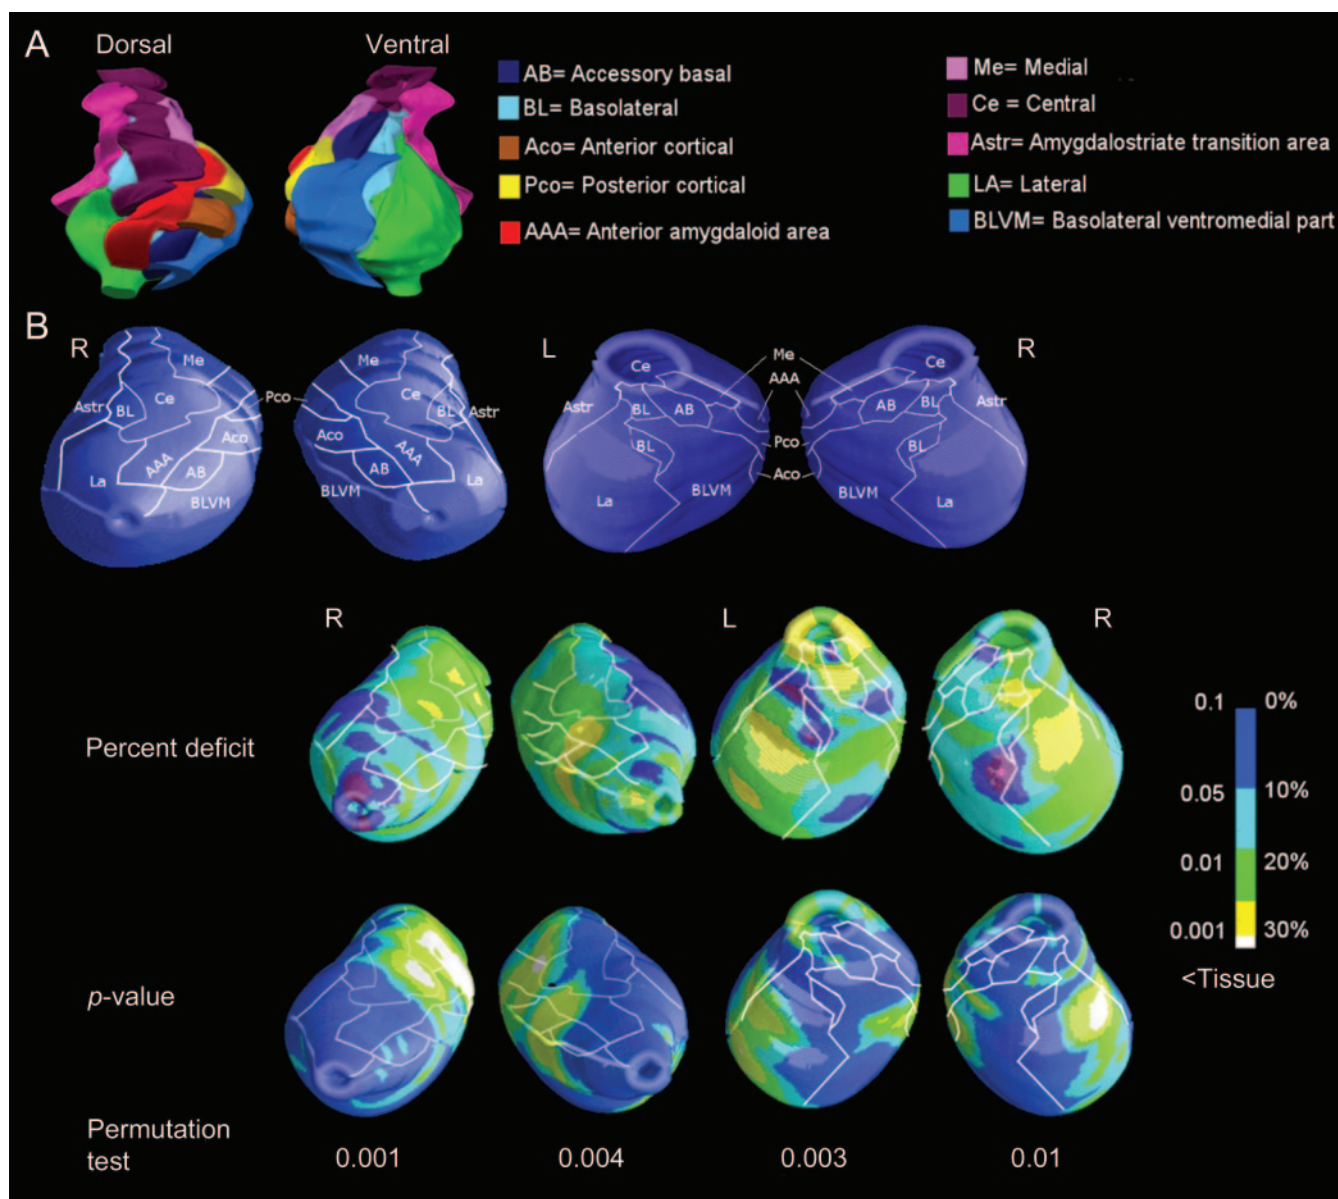 A
Dorsal
Ventral
AB= Accessory basal
BL= Basolateral
Aco= Anterior cortical
Pco= Posterior cortical
AAA= Anterior amygdaloid area
Me= Medial
Ce = Central
Astr= Amygdalostriate transition area
LA= Lateral
BLVM= Basolateral ventromedial part
B
R
L
R
Me
Astr
BL
Ce
Pco
Aco
AAA
AB
La
BLVM
Me
Ce
BL
Astr
Aco
AAA
AB
La
BLVM
Ce
Astr
BL
AB
BL
La
BLVM
Me
AAA
Pco
Aco
Ce
BL
AB
Astr
BL
BLVM
La
R
L
R
Percent deficit
0.1 0%
0.05 10%
0.01 20%
0.001 30%
<Tissue
p-value
Permutation
test
0.001 0.004 0.003 0.01